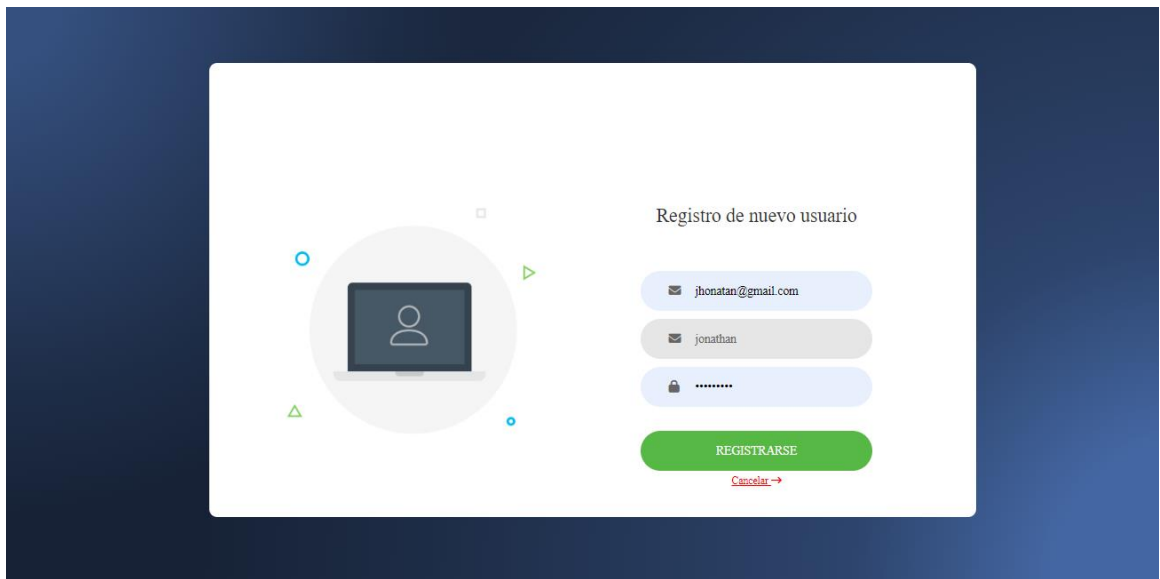 Registro de nuevo usuario
jhonatan@gmail.com
jonathan
•••••••••
REGISTRARSE
Cancelar →